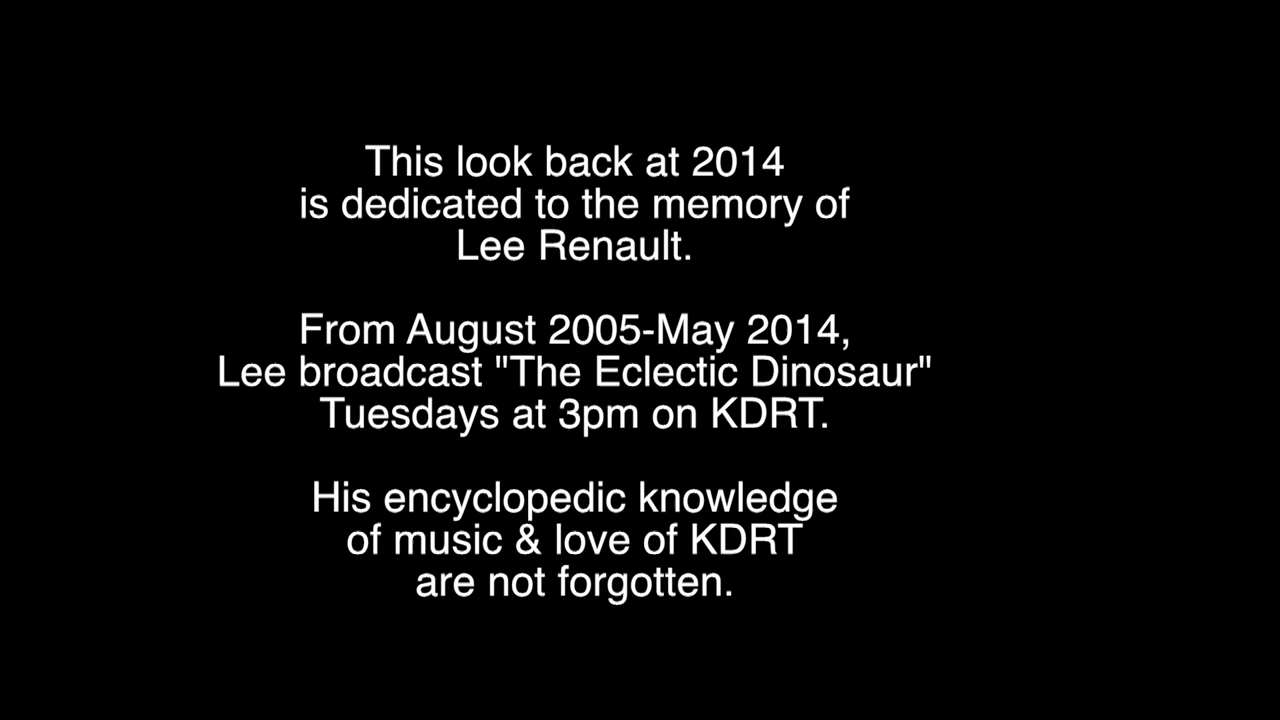 This look back at 2014
is dedicated to the memory of
Lee Renault.
From August 2005-May 2014,
Lee broadcast "The Eclectic Dinosaur"
Tuesdays at 3pm on KDRT.
His encyclopedic knowledge
of music & love of KDRT
are not forgotten.